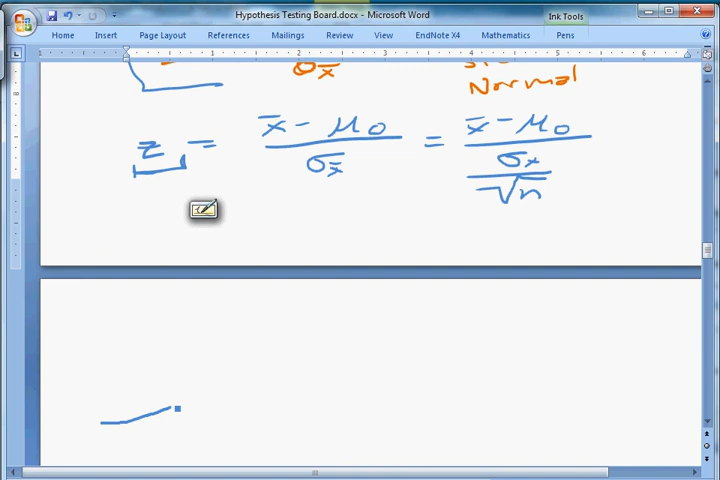 Hypothesis Testing Board.docx - Microsoft Word
Ink Tools
Home Insert Page Layout References Mailings Review View EndNote X4 Mathematics Pens
σx̄
Normal
z = x̄ - μ0 / σx̄ = x̄ - μ0 / σx / √n